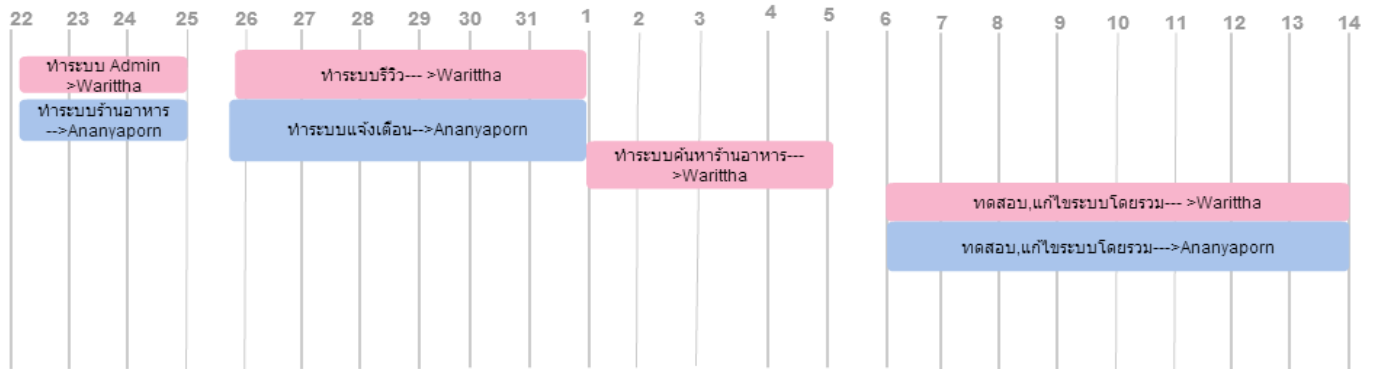 22 23 24 25 26 27 28 29 30 31 1 2 3 4 5 6 7 8 9 10 11 12 13 14
ทำระบบ Admin
>Warittha
ทำระบบร้านอาหาร
-->Ananyaporn
ทำระบบรีวิว--- >Warittha
ทำระบบแจ้งเตือน-->Ananyaporn
ทำระบบค้นหาร้านอาหาร---
>Warittha
ทดสอบ,แก้ไขระบบโดยรวม--- >Warittha
ทดสอบ,แก้ไขระบบโดยรวม--->Ananyaporn